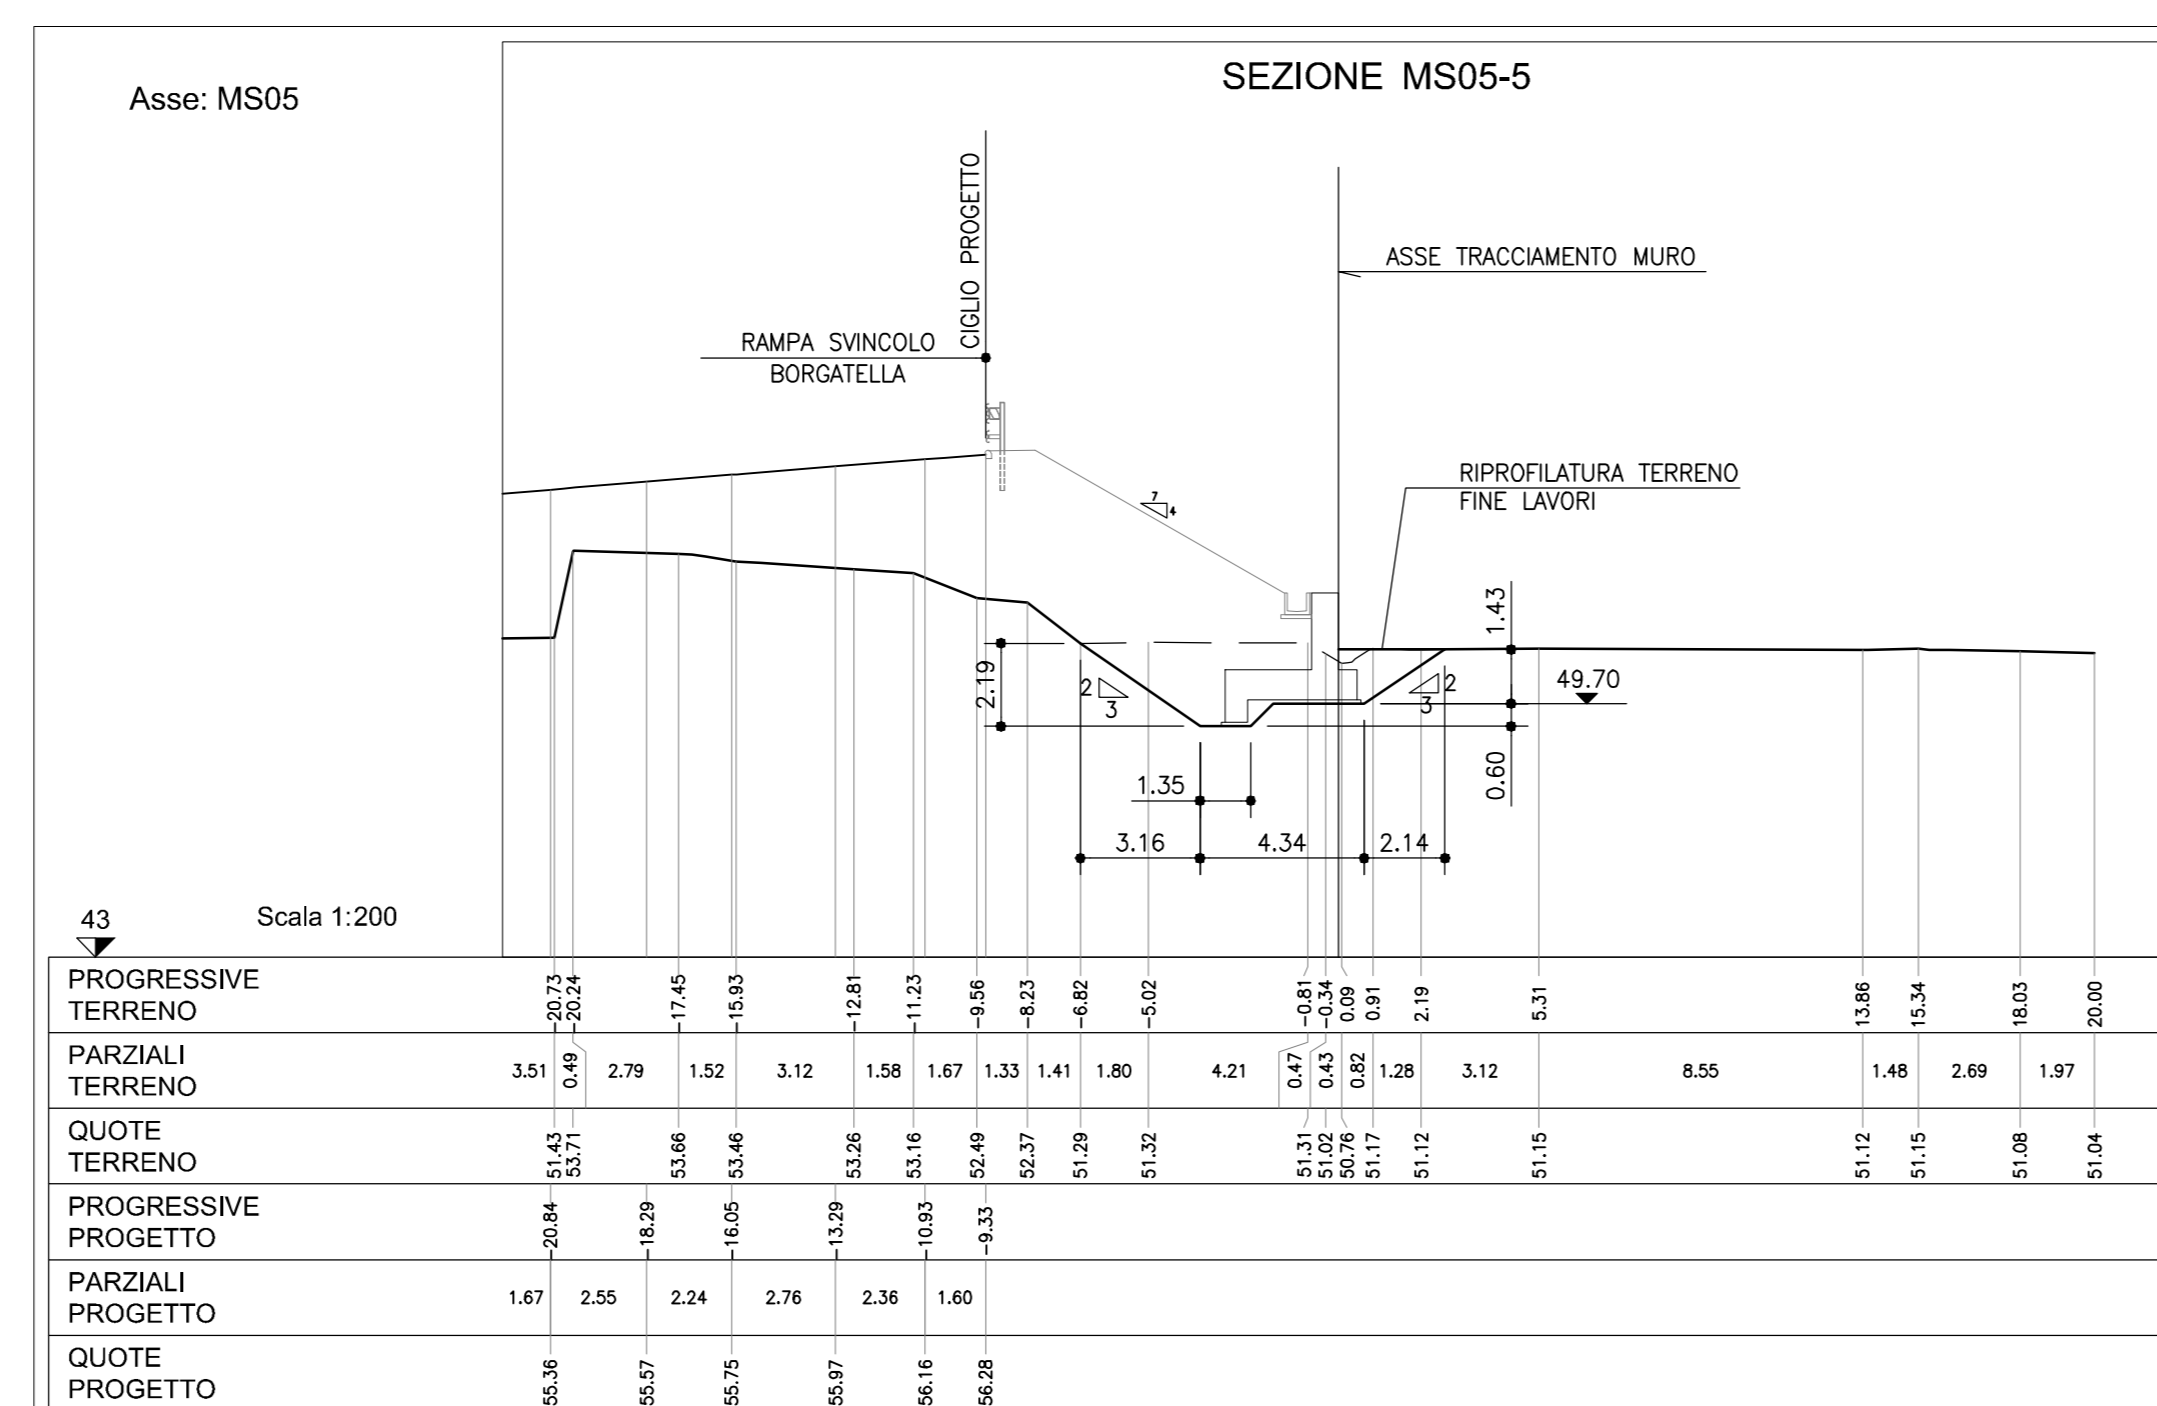 Asse: MS05
SEZIONE MS05-5
CIGLIO PROGETTO
ASSE TRACCIAMENTO MURO
RAMPA SVINCOLO
BORGATELLA
RIPROFILATURA TERRENO
FINE LAVORI
7
4
1.43
2.19
2
3
2
3
49.70
0.60
1.35
3.16 4.34 2.14
43
Scala 1:200
PROGRESSIVE
TERRENO
-20.73 -20.24 -17.45 -15.93 -12.81 -11.23 -9.56 -8.23 -6.82 -5.02 -0.81 -0.34 0.09 0.91 2.19 5.31 13.86 15.34 18.03 20.00
PARZIALI
TERRENO
3.51 0.49 2.79 1.52 3.12 1.58 1.67 1.33 1.41 1.80 4.21 0.47 0.43 0.82 1.28 3.12 8.55 1.48 2.69 1.97
QUOTE
TERRENO
51.43 53.71 53.66 53.46 53.26 53.16 52.49 52.37 51.29 51.32 51.31 51.02 50.76 51.17 51.12 51.15 51.12 51.15 51.08 51.04
PROGRESSIVE
PROGETTO
-20.84 -18.29 -16.05 -13.29 -10.93 -9.33
PARZIALI
PROGETTO
1.67 2.55 2.24 2.76 2.36 1.60
QUOTE
PROGETTO
55.36 55.57 55.75 55.97 56.16 56.28